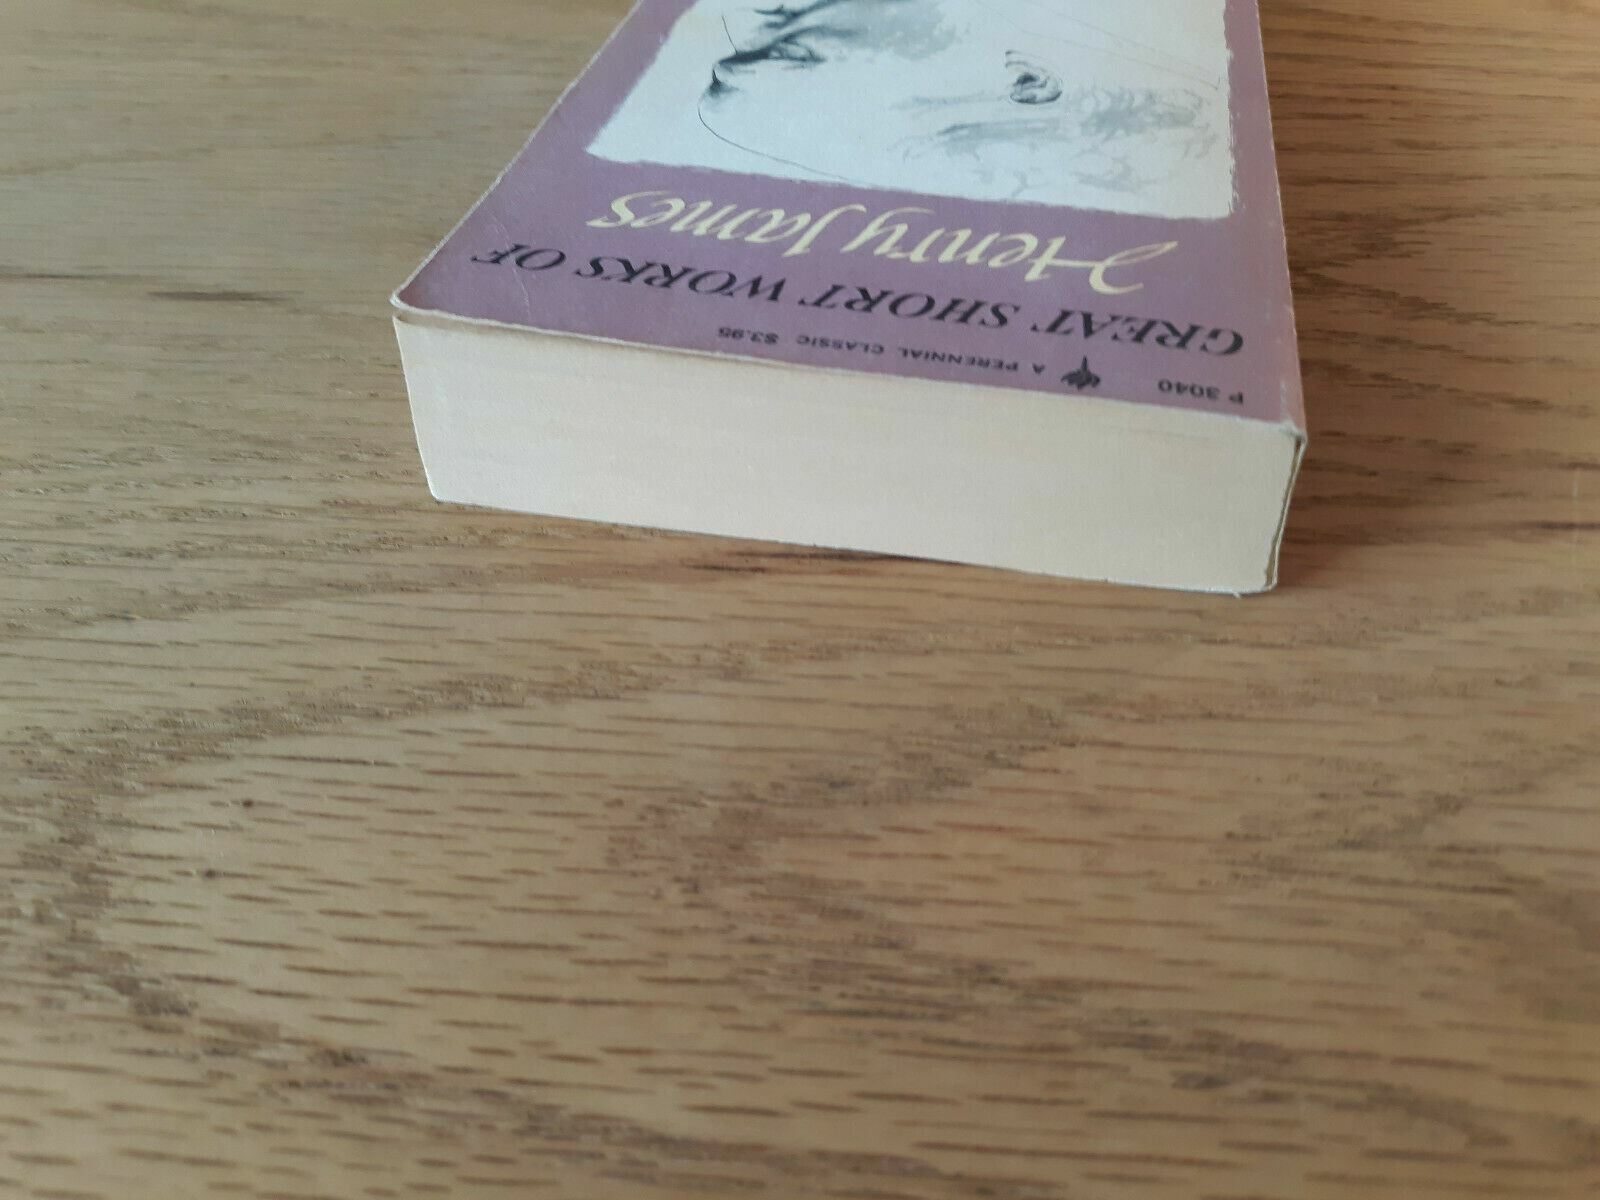 P 3040 A PERENNIAL CLASSIC $3.95
GREAT SHORT WORKS OF
Henry James